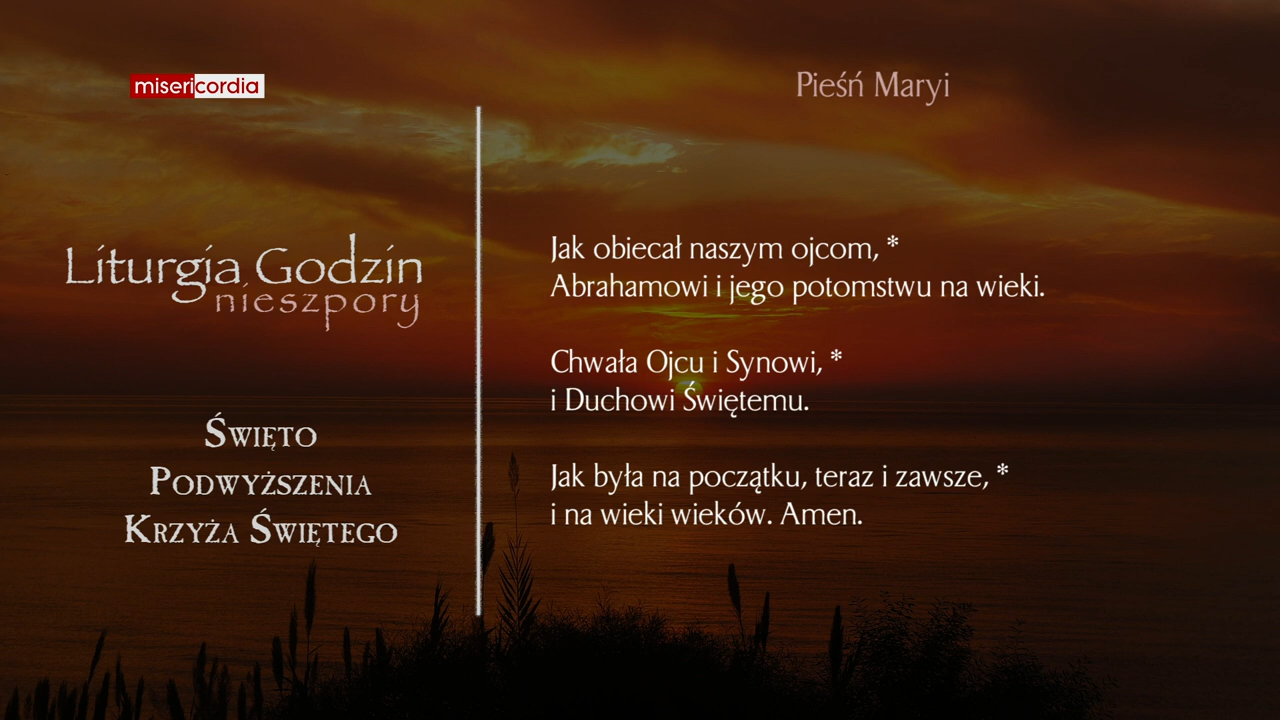 misericordia
Pieśń Maryi
Liturgia Godzin
nieszpory
Święto
Podwyższenia
Krzyża Świętego
Jak obiecał naszym ojcom, *
Abrahamowi i jego potomstwu na wieki.
Chwała Ojcu i Synowi, *
i Duchowi Świętemu.
Jak była na początku, teraz i zawsze, *
i na wieki wieków. Amen.